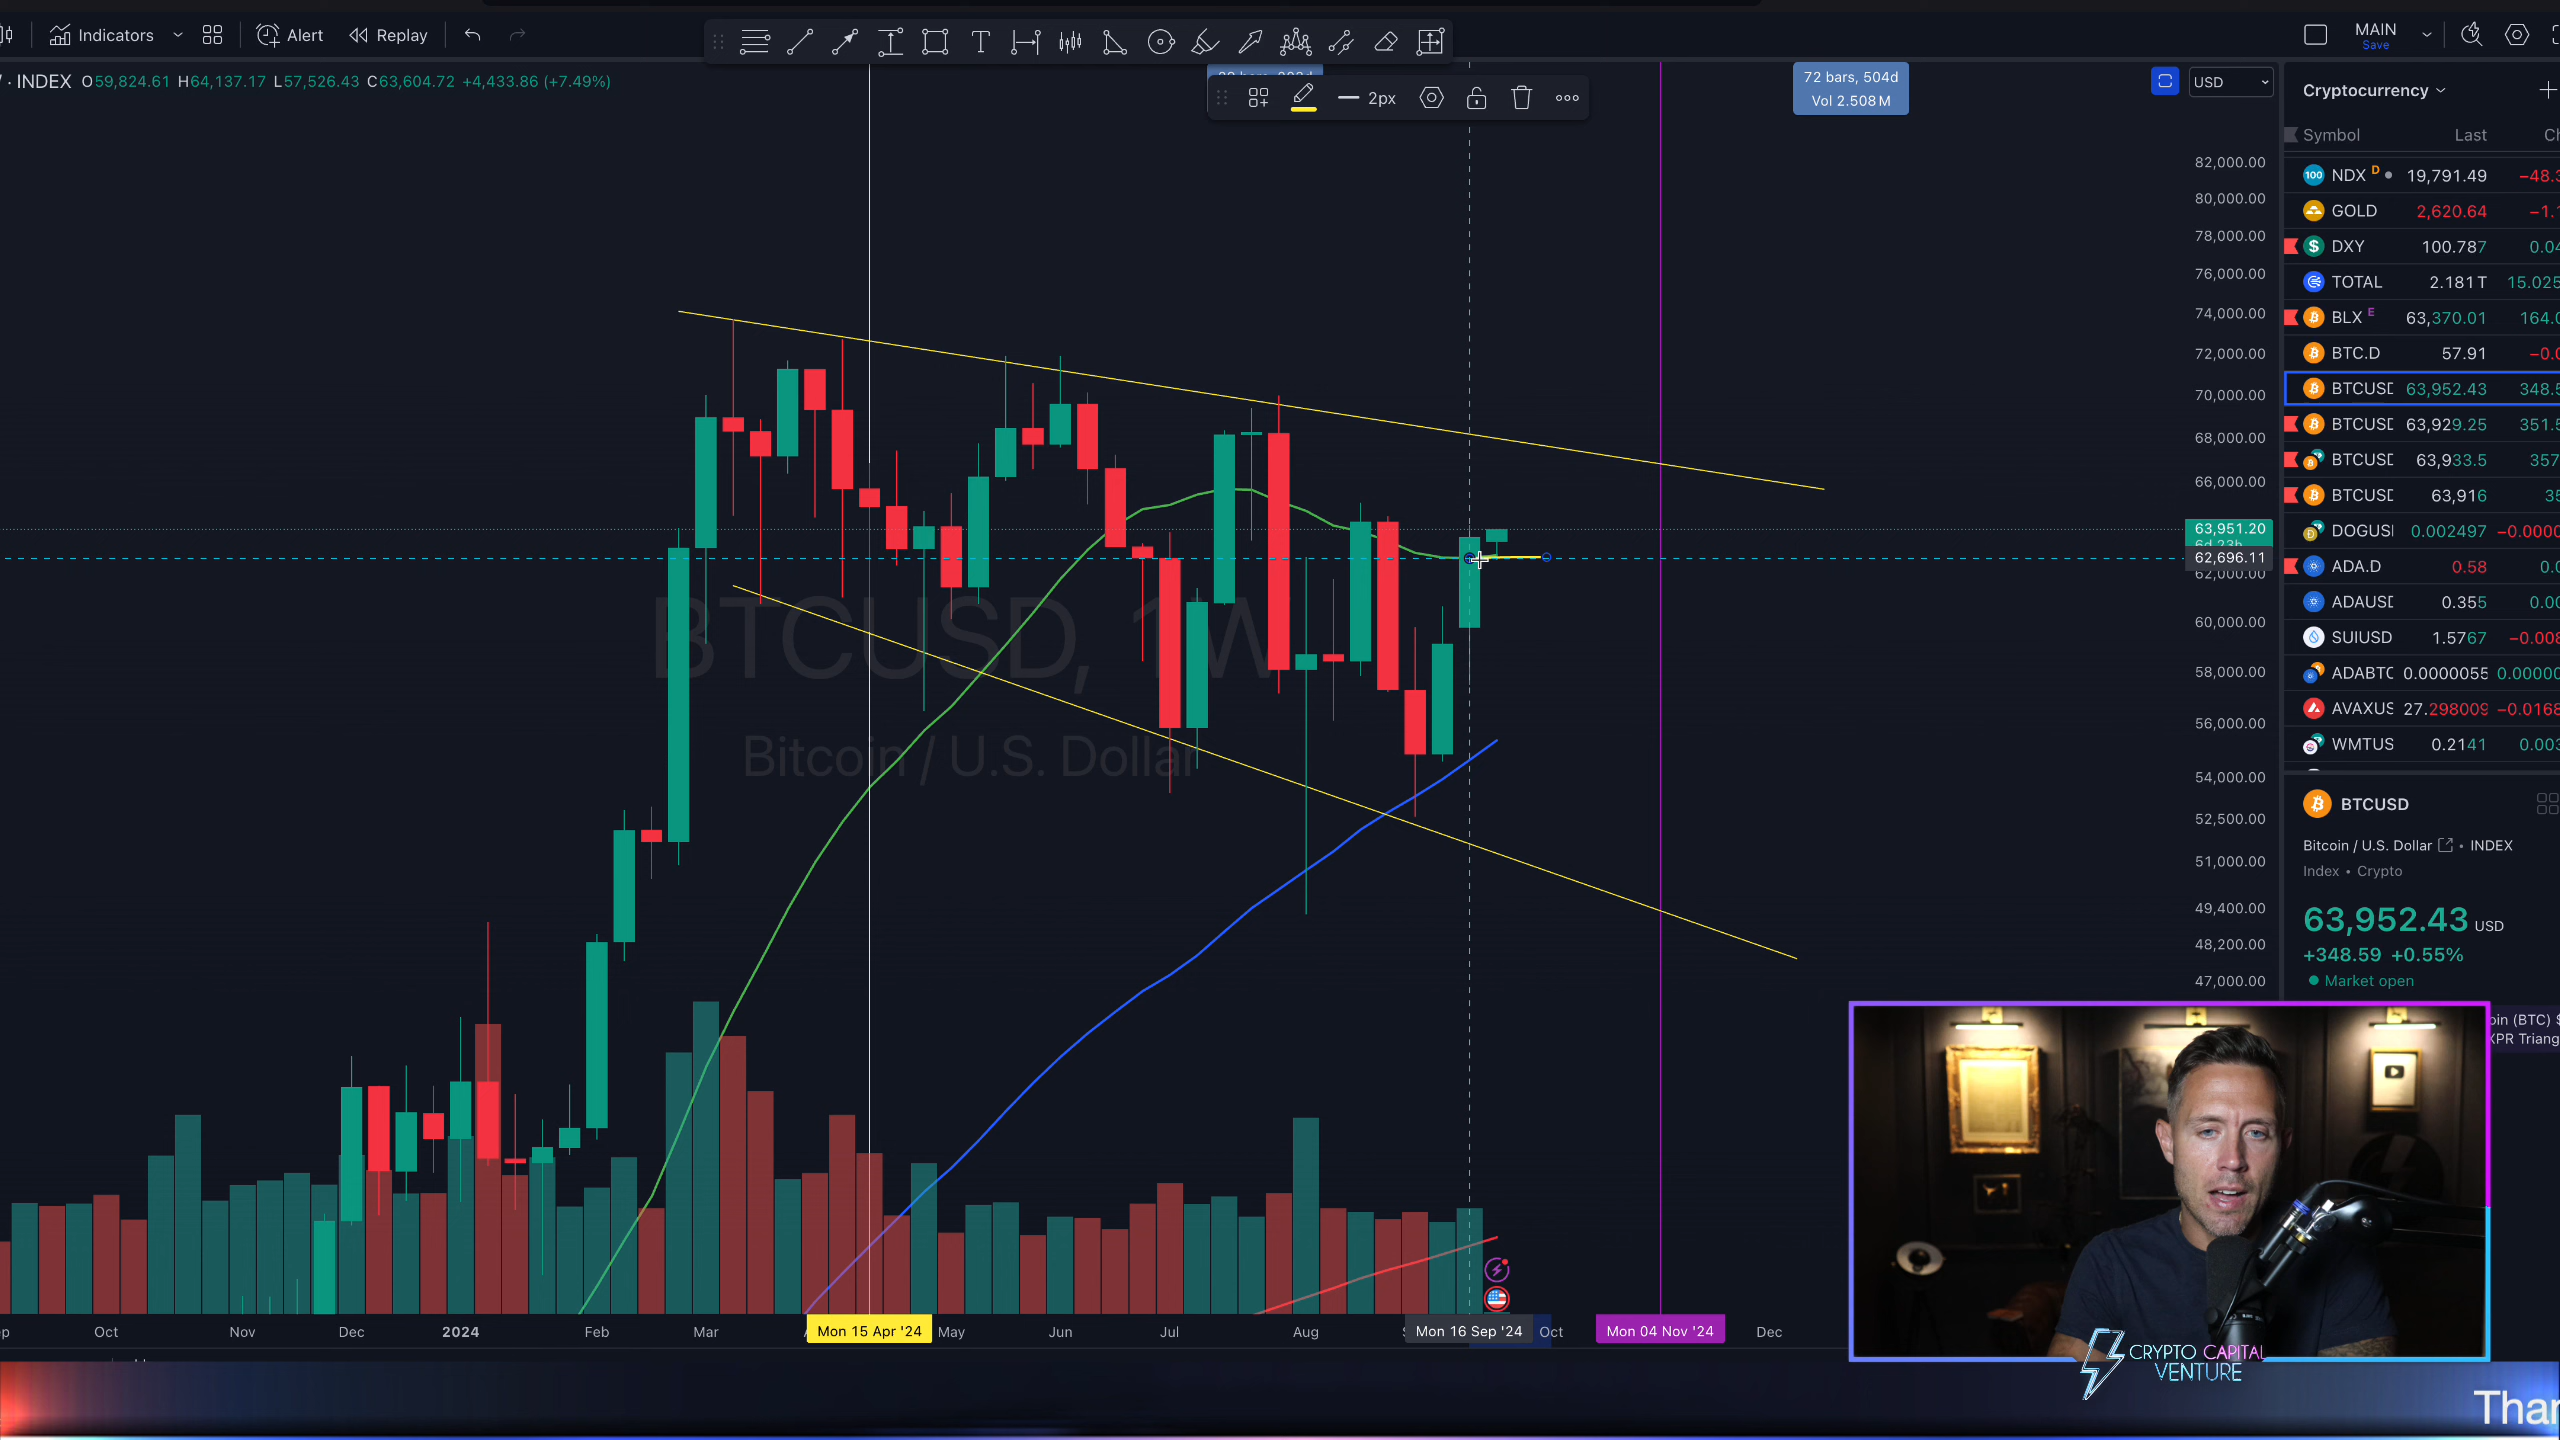 Indicators
Alert
Replay
2px
MAIN
Save
· INDEX O59,824.61 H64,137.17 L57,526.43 C63,604.72 +4,433.86 (+7.49%)
72 bars, 504d
Vol 2.508 M
USD
Cryptocurrency
Symbol Last
NDX D 19,791.49 −48.3
GOLD 2,620.64 −1.1
DXY 100.787 0.04
TOTAL 2.181 T 15.025
BLX E 63,370.01 164.0
BTC.D 57.91 −0.0
BTCUSD 63,952.43 348.5
BTCUSD 63,929.25 351.5
BTCUSD 63,933.5 357
BTCUSD 63,916 35
DOGUSI 0.002497 −0.0000
ADA.D 0.58 0.0
ADAUSD 0.355 0.00
SUIUSD 1.5767 −0.008
ADABTC 0.0000055 0.00000
AVAXUS 27.298009 −0.0168
WMTUS 0.2141 0.003
82,000.00
80,000.00
78,000.00
76,000.00
74,000.00
72,000.00
70,000.00
68,000.00
66,000.00
63,951.20
6d 23h
62,696.11
62,000.00
60,000.00
58,000.00
56,000.00
54,000.00
52,500.00
51,000.00
49,400.00
48,200.00
47,000.00
BTCUSD, 1W
Bitcoin / U.S. Dollar
BTCUSD
Bitcoin / U.S. Dollar • INDEX
Index • Crypto
63,952.43 USD
+348.59 +0.55%
Market open
oin (BTC) $
XPR Triang
Oct Nov Dec 2024 Feb Mar Mon 15 Apr '24 May Jun Jul Aug Mon 16 Sep '24 Oct Mon 04 Nov '24 Dec
CRYPTO CAPITAL
VENTURE
Than